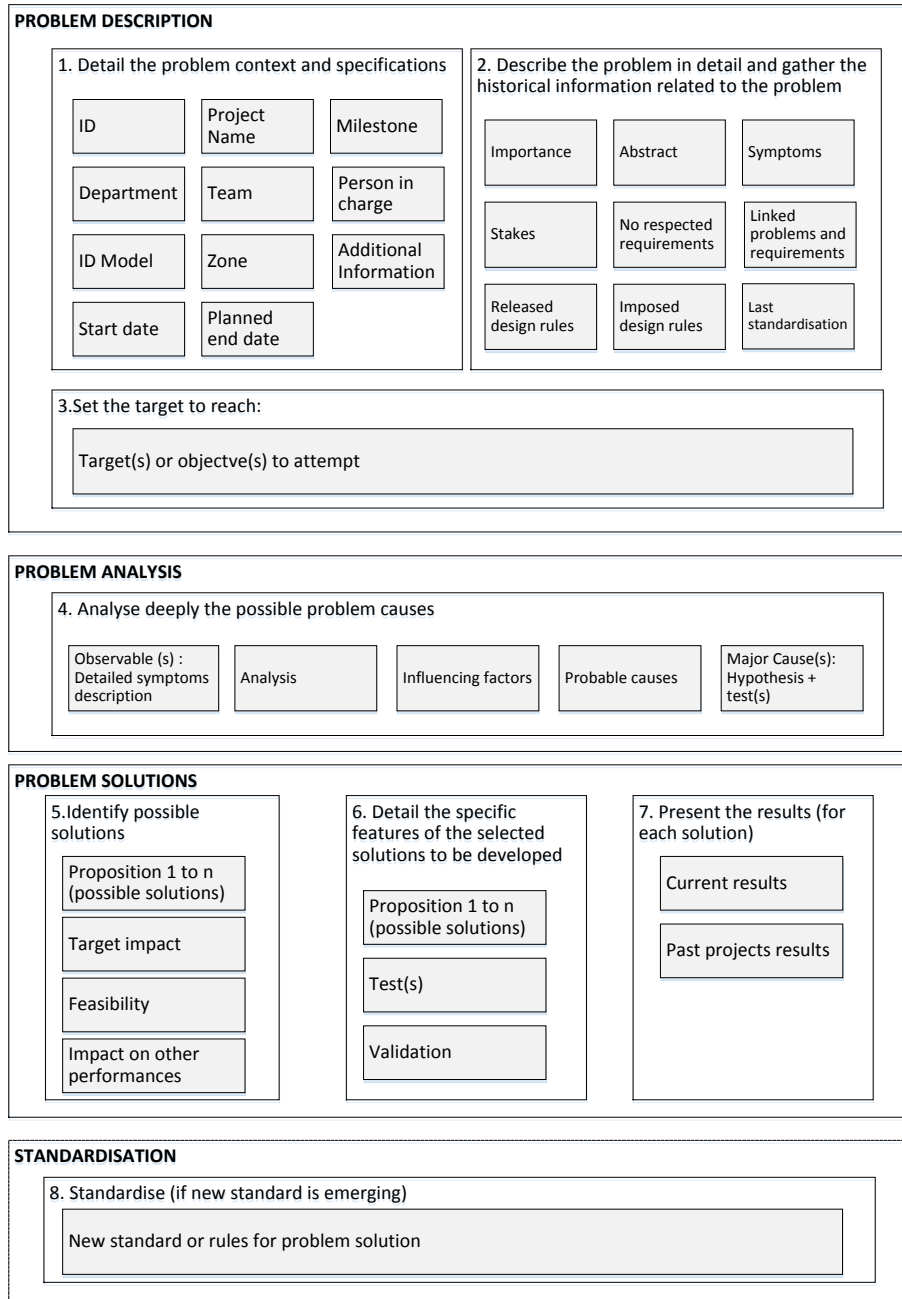 PROBLEM DESCRIPTION
1. Detail the problem context and specifications
ID
Project
Name
Milestone
Department
Team
Person in
charge
ID Model
Zone
Additional
Information
Start date
Planned
end date
2. Describe the problem in detail and gather the
historical information related to the problem
Importance
Abstract
Symptoms
Stakes
No respected
requirements
Linked
problems and
requirements
Released
design rules
Imposed
design rules
Last
standardisation
3.Set the target to reach:
Target(s) or objectve(s) to attempt
PROBLEM ANALYSIS
4. Analyse deeply the possible problem causes
Observable (s) :
Detailed symptoms
description
Analysis
Influencing factors
Probable causes
Major Cause(s):
Hypothesis +
test(s)
PROBLEM SOLUTIONS
5.Identify possible
solutions
Proposition 1 to n
(possible solutions)
Target impact
Feasibility
Impact on other
performances
6. Detail the specific
features of the selected
solutions to be developed
Proposition 1 to n
(possible solutions)
Test(s)
Validation
7. Present the results (for
each solution)
Current results
Past projects results
STANDARDISATION
8. Standardise (if new standard is emerging)
New standard or rules for problem solution